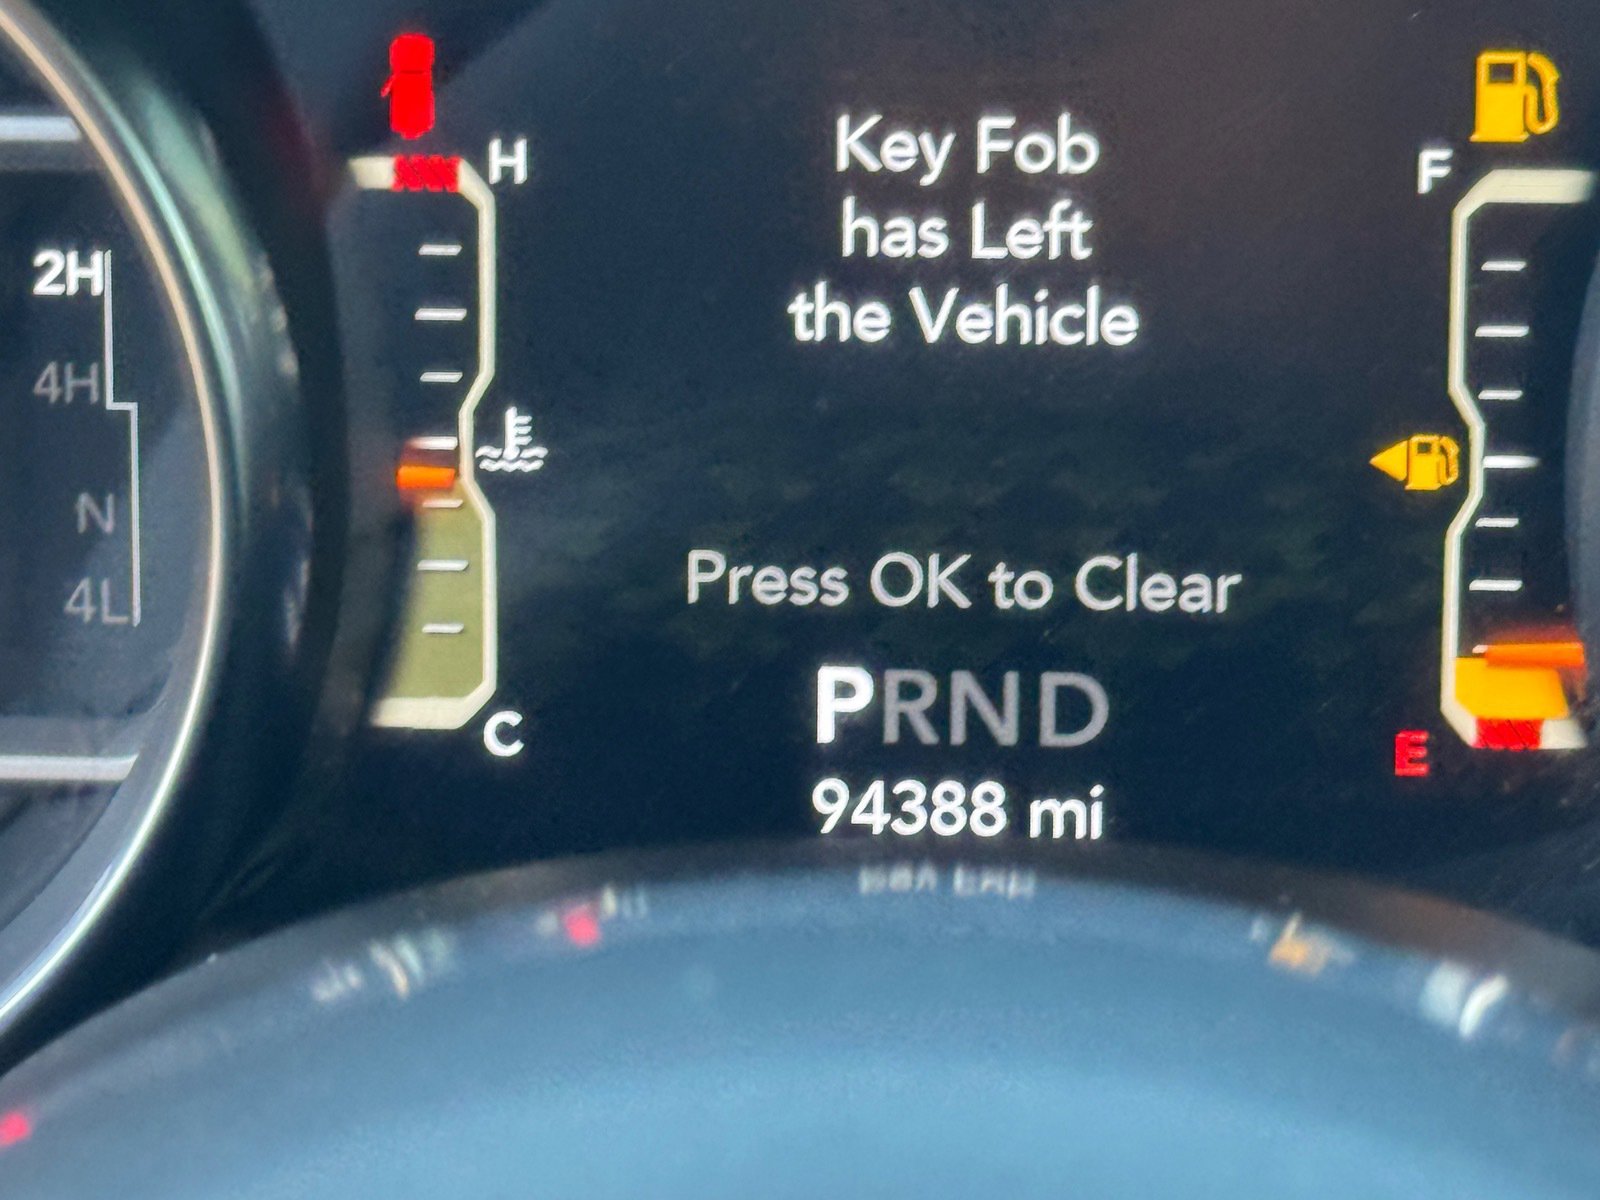 H
F
Key Fob
has Left
the Vehicle
2H
4H
N
4L
Press OK to Clear
PRND
C
E
94388 mi